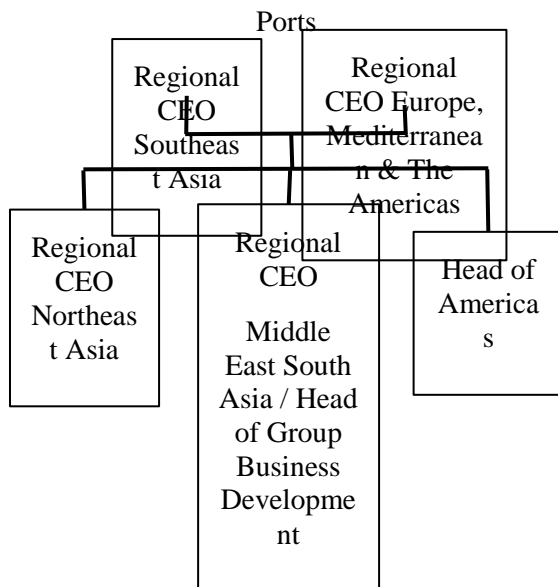 Ports
Regional
CEO
Southeas
t Asia
Regional
CEO Europe,
Mediterranea
n & The
Americas
Regional
CEO
Northeas
t Asia
Regional
CEO
Middle
East South
Asia / Head
of Group
Business
Developme
nt
Head of
America
s